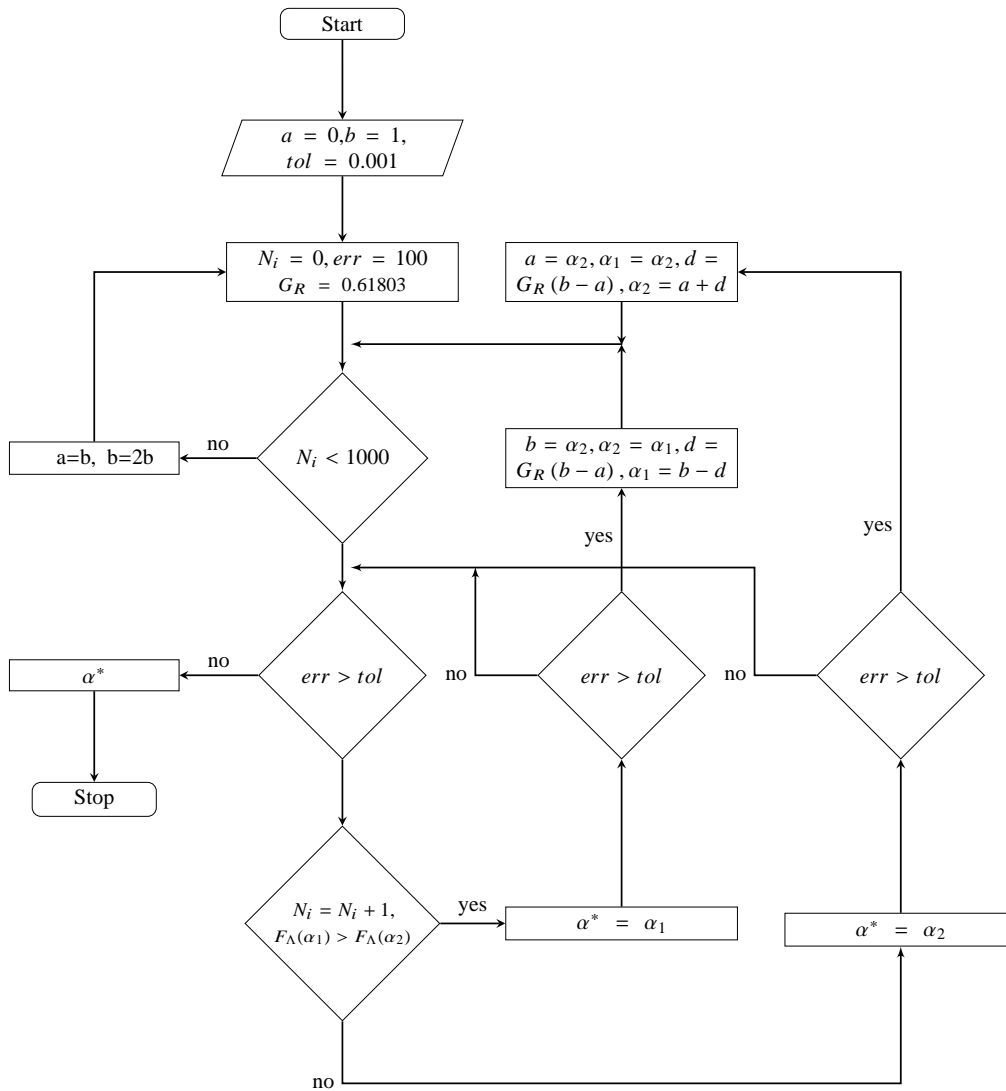 Start
a = 0,b = 1,
tol = 0.001
N_i = 0, err = 100
G_R = 0.61803
a = α_2, α_1 = α_2, d =
G_R (b − a) , α_2 = a + d
no
a=b, b=2b
N_i < 1000
b = α_2, α_2 = α_1, d =
G_R (b − a) , α_1 = b − d
yes
yes
no
α*
err > tol
no
err > tol
no
err > tol
Stop
N_i = N_i + 1,
F_Λ(α_1) > F_Λ(α_2)
yes
α* = α_1
α* = α_2
no